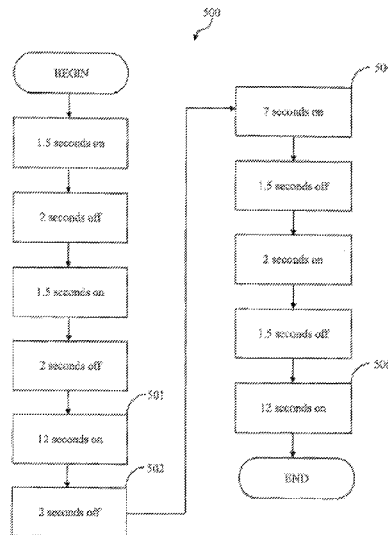 500
BEGIN
1.5 seconds on
2 seconds off
1.5 seconds on
2 seconds off
501
12 seconds on
502
2 seconds off
7 seconds on
1.5 seconds off
2 seconds on
1.5 seconds off
12 seconds on
END